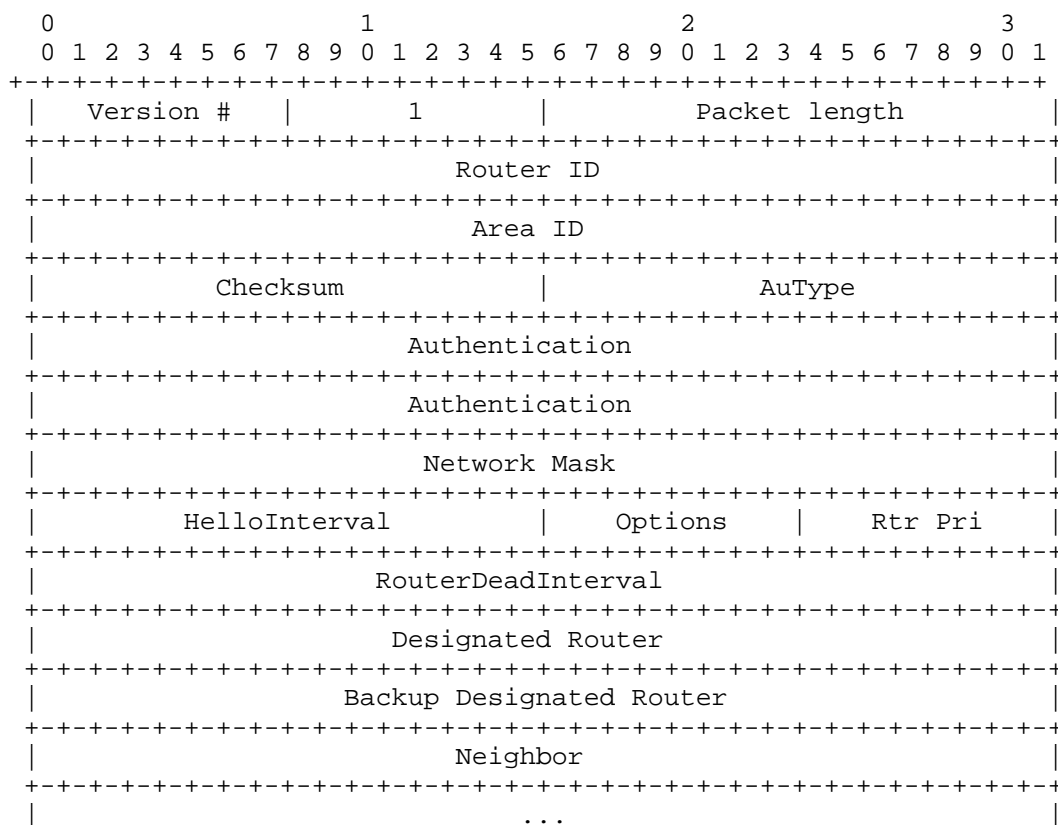 0                   1                   2                   3
0 1 2 3 4 5 6 7 8 9 0 1 2 3 4 5 6 7 8 9 0 1 2 3 4 5 6 7 8 9 0 1
+-+-+-+-+-+-+-+-+-+-+-+-+-+-+-+-+-+-+-+-+-+-+-+-+-+-+-+-+-+-+-+-+
|   Version #   |       1       |         Packet length         |
+-+-+-+-+-+-+-+-+-+-+-+-+-+-+-+-+-+-+-+-+-+-+-+-+-+-+-+-+-+-+-+-+
|                          Router ID                            |
+-+-+-+-+-+-+-+-+-+-+-+-+-+-+-+-+-+-+-+-+-+-+-+-+-+-+-+-+-+-+-+-+
|                           Area ID                             |
+-+-+-+-+-+-+-+-+-+-+-+-+-+-+-+-+-+-+-+-+-+-+-+-+-+-+-+-+-+-+-+-+
|           Checksum            |             AuType            |
+-+-+-+-+-+-+-+-+-+-+-+-+-+-+-+-+-+-+-+-+-+-+-+-+-+-+-+-+-+-+-+-+
|                       Authentication                          |
+-+-+-+-+-+-+-+-+-+-+-+-+-+-+-+-+-+-+-+-+-+-+-+-+-+-+-+-+-+-+-+-+
|                       Authentication                          |
+-+-+-+-+-+-+-+-+-+-+-+-+-+-+-+-+-+-+-+-+-+-+-+-+-+-+-+-+-+-+-+-+
|                        Network Mask                           |
+-+-+-+-+-+-+-+-+-+-+-+-+-+-+-+-+-+-+-+-+-+-+-+-+-+-+-+-+-+-+-+-+
|         HelloInterval         |    Options    |    Rtr Pri    |
+-+-+-+-+-+-+-+-+-+-+-+-+-+-+-+-+-+-+-+-+-+-+-+-+-+-+-+-+-+-+-+-+
|                     RouterDeadInterval                        |
+-+-+-+-+-+-+-+-+-+-+-+-+-+-+-+-+-+-+-+-+-+-+-+-+-+-+-+-+-+-+-+-+
|                      Designated Router                        |
+-+-+-+-+-+-+-+-+-+-+-+-+-+-+-+-+-+-+-+-+-+-+-+-+-+-+-+-+-+-+-+-+
|                   Backup Designated Router                    |
+-+-+-+-+-+-+-+-+-+-+-+-+-+-+-+-+-+-+-+-+-+-+-+-+-+-+-+-+-+-+-+-+
|                          Neighbor                             |
+-+-+-+-+-+-+-+-+-+-+-+-+-+-+-+-+-+-+-+-+-+-+-+-+-+-+-+-+-+-+-+-+
|                              ...                              |